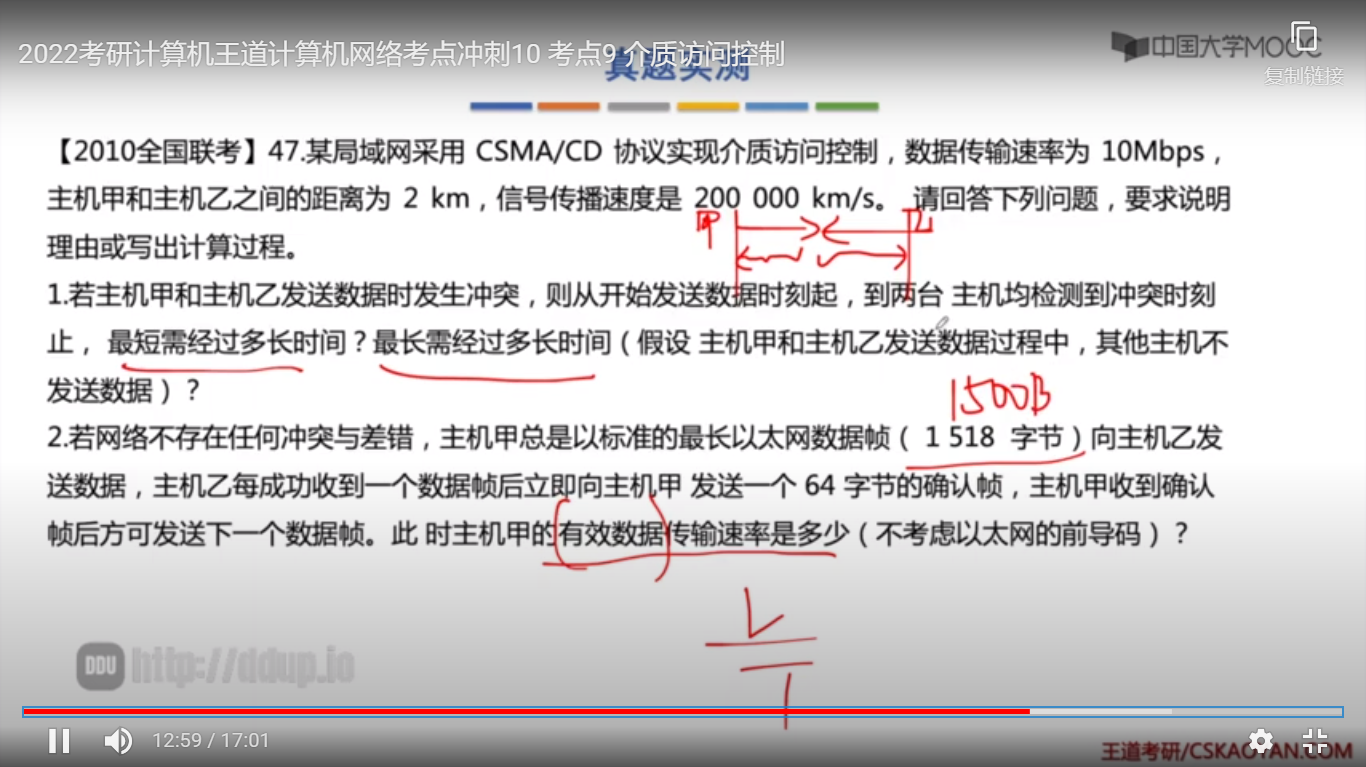 2022考研计算机王道计算机网络考点冲刺10 考点9 介质访问控制
真题实测
中国大学MOOC
复制链接
【2010全国联考】47.某局域网采用 CSMA/CD 协议实现介质访问控制，数据传输速率为 10Mbps，
主机甲和主机乙之间的距离为 2 km，信号传播速度是 200 000 km/s。 请回答下列问题，要求说明
理由或写出计算过程。
甲 乙
1.若主机甲和主机乙发送数据时发生冲突，则从开始发送数据时刻起，到两台 主机均检测到冲突时刻
止， 最短需经过多长时间？最长需经过多长时间（假设 主机甲和主机乙发送数据过程中，其他主机不
发送数据）？
1500B
2.若网络不存在任何冲突与差错，主机甲总是以标准的最长以太网数据帧（ 1 518 字节）向主机乙发
送数据，主机乙每成功收到一个数据帧后立即向主机甲 发送一个 64 字节的确认帧，主机甲收到确认
帧后方可发送下一个数据帧。此 时主机甲的有效数据传输速率是多少（不考虑以太网的前导码）？
L
T
DDU http://ddup.io
12:59 / 17:01
王道考研/CSKAOYAN.COM